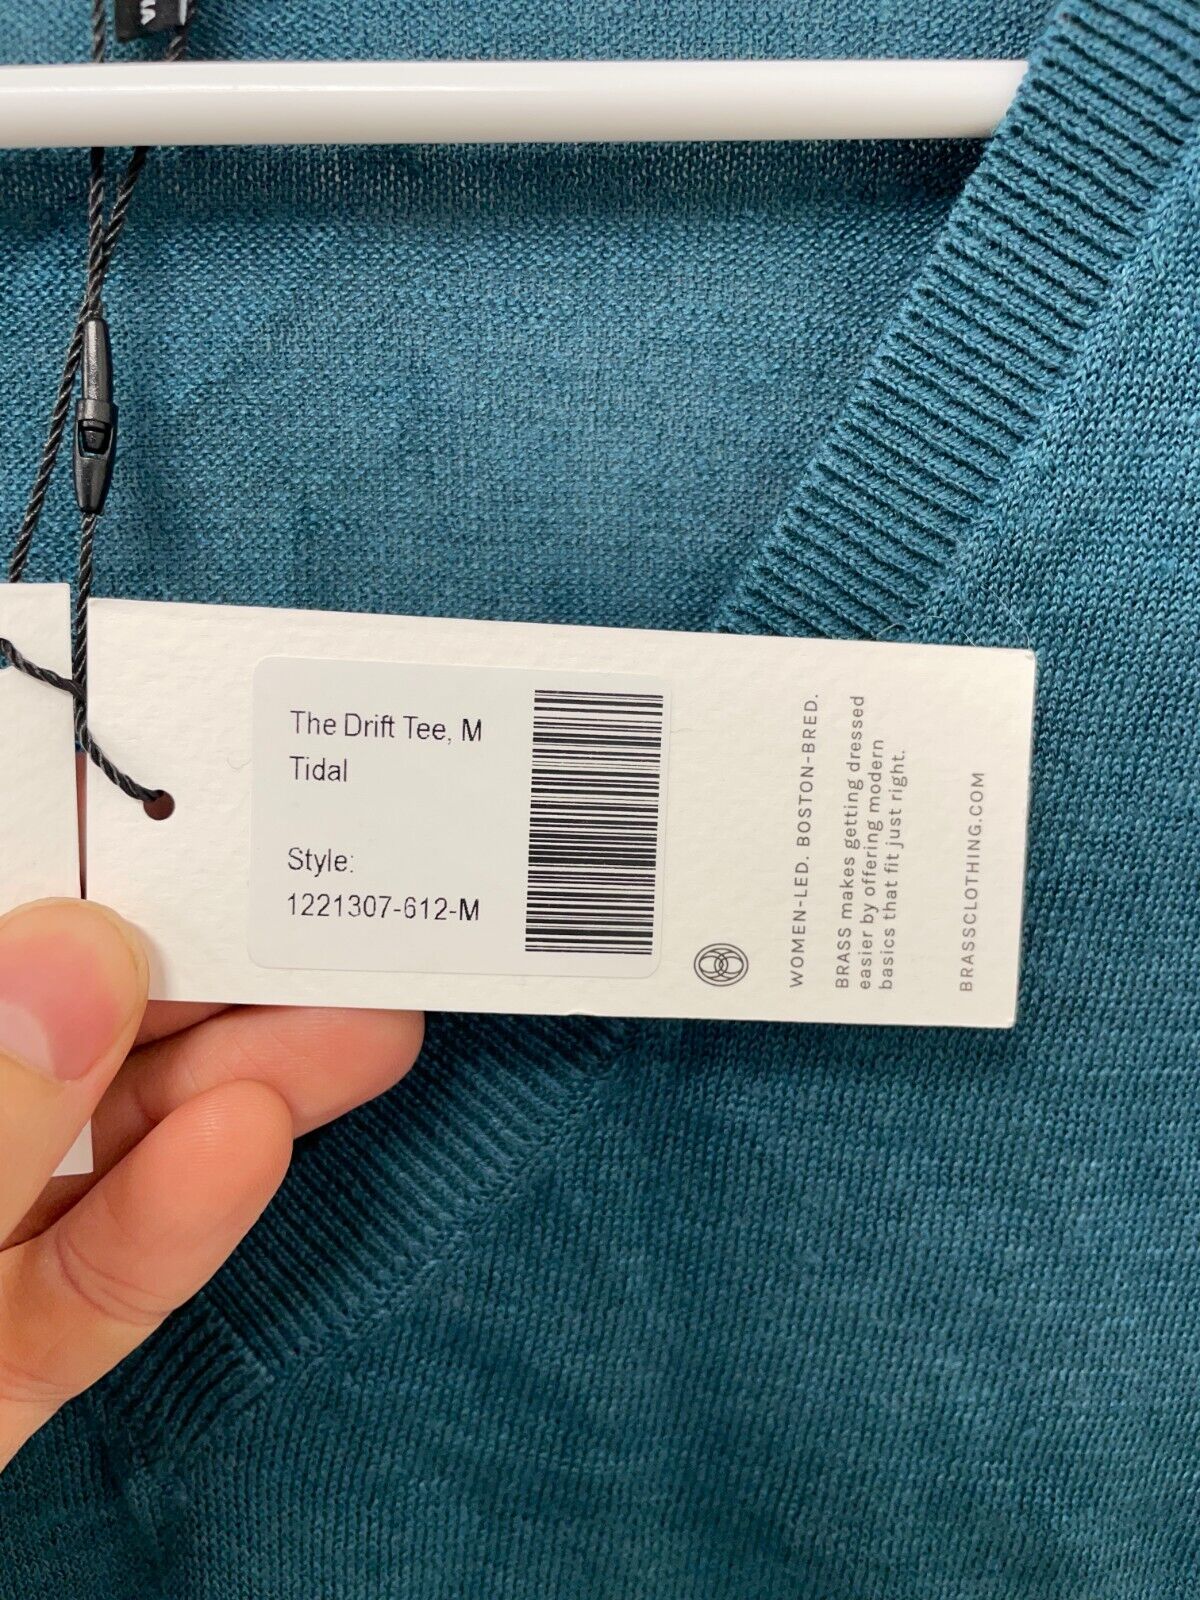 The Drift Tee, M
Tidal
Style:
1221307-612-M
WOMEN-LED. BOSTON-BRED.
BRASS makes getting dressed
easier by offering modern
basics that fit just right.
BRASSCLOTHING.COM